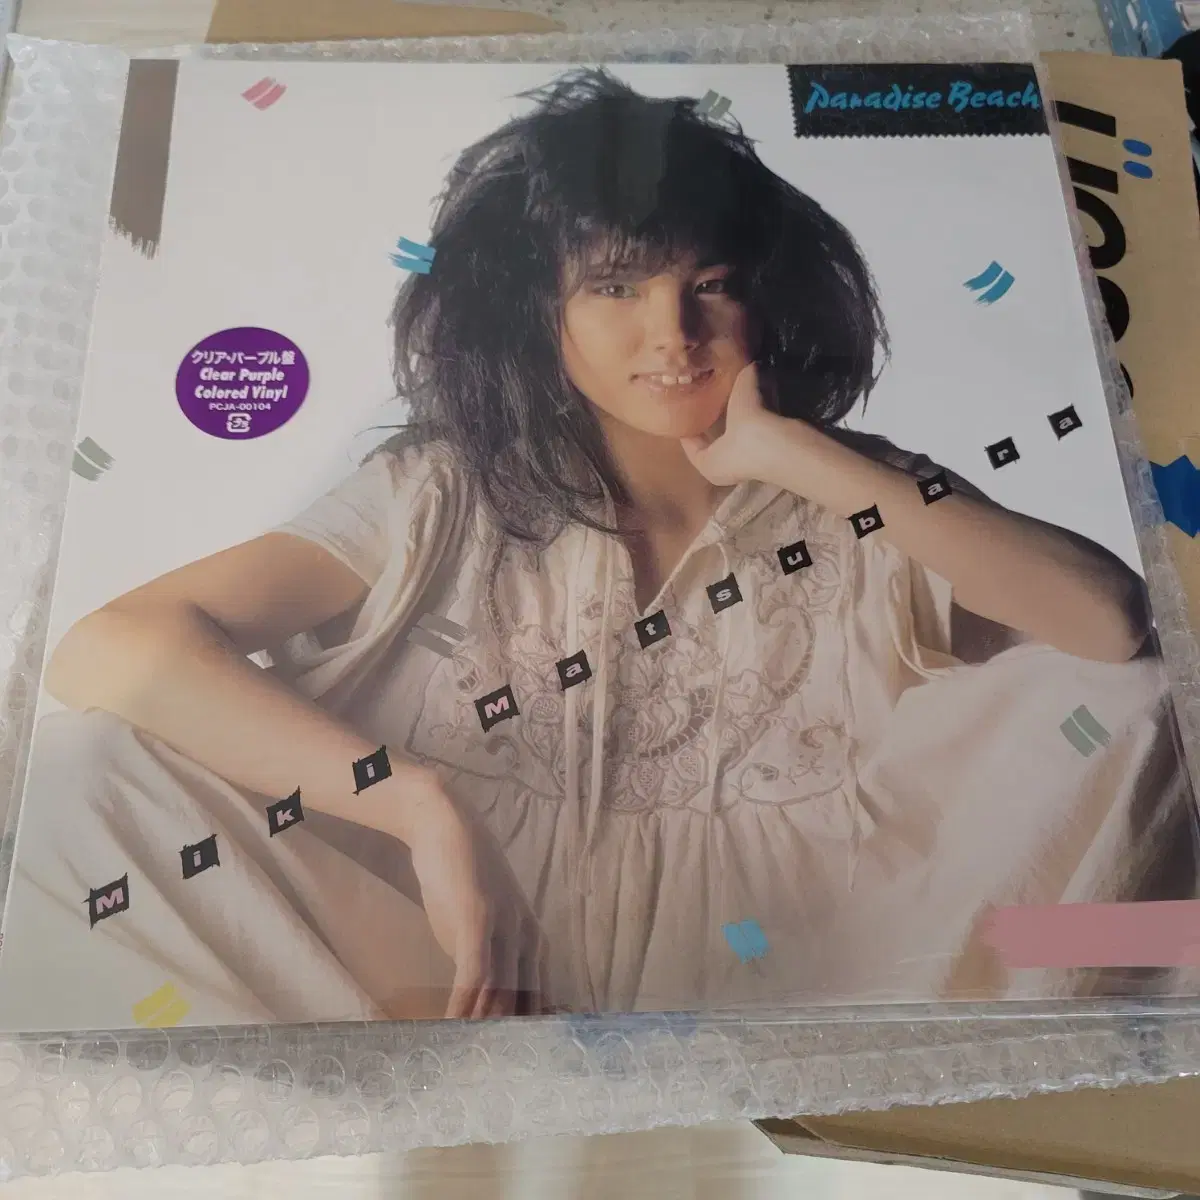 Paradise Beach
クリア・パープル盤
Clear Purple
Colored Vinyl
PCJA-00104
Miki Matsubara